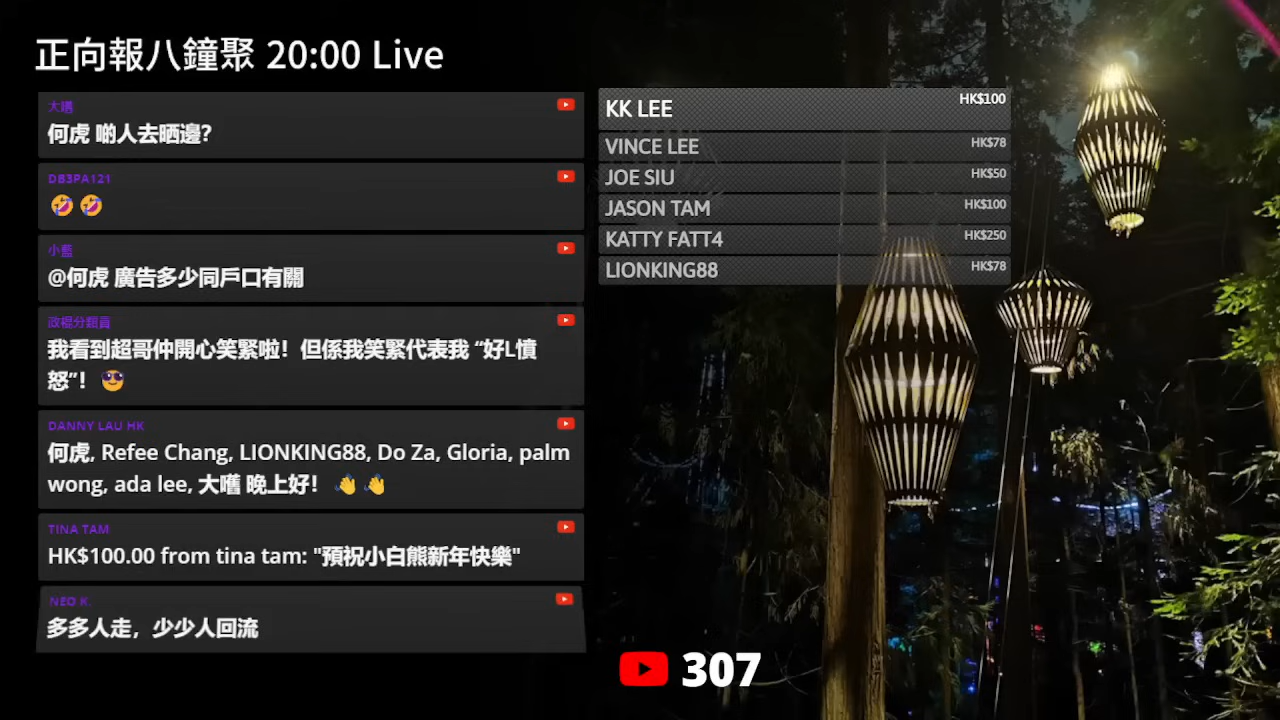 正向報八鐘聚 20:00 Live
大嚿
何虎 啲人去晒邊？
DB3PA121
🤣 🤣
小藍
@何虎 廣告多少同戶口有關
政棍分類員
我看到超哥仲開心笑緊啦！但係我笑緊代表我 “好L憤
怒”！ 😎
DANNY LAU HK
何虎, Refee Chang, LIONKING88, Do Za, Gloria, palm
wong, ada lee, 大嚿 晚上好！ 👋 👋
TINA TAM
HK$100.00 from tina tam: "預祝小白熊新年快樂"
NEO K.
多多人走，少少人回流
KK LEE HK$100
VINCE LEE HK$78
JOE SIU HK$50
JASON TAM HK$100
KATTY FATT4 HK$250
LIONKING88 HK$78
307